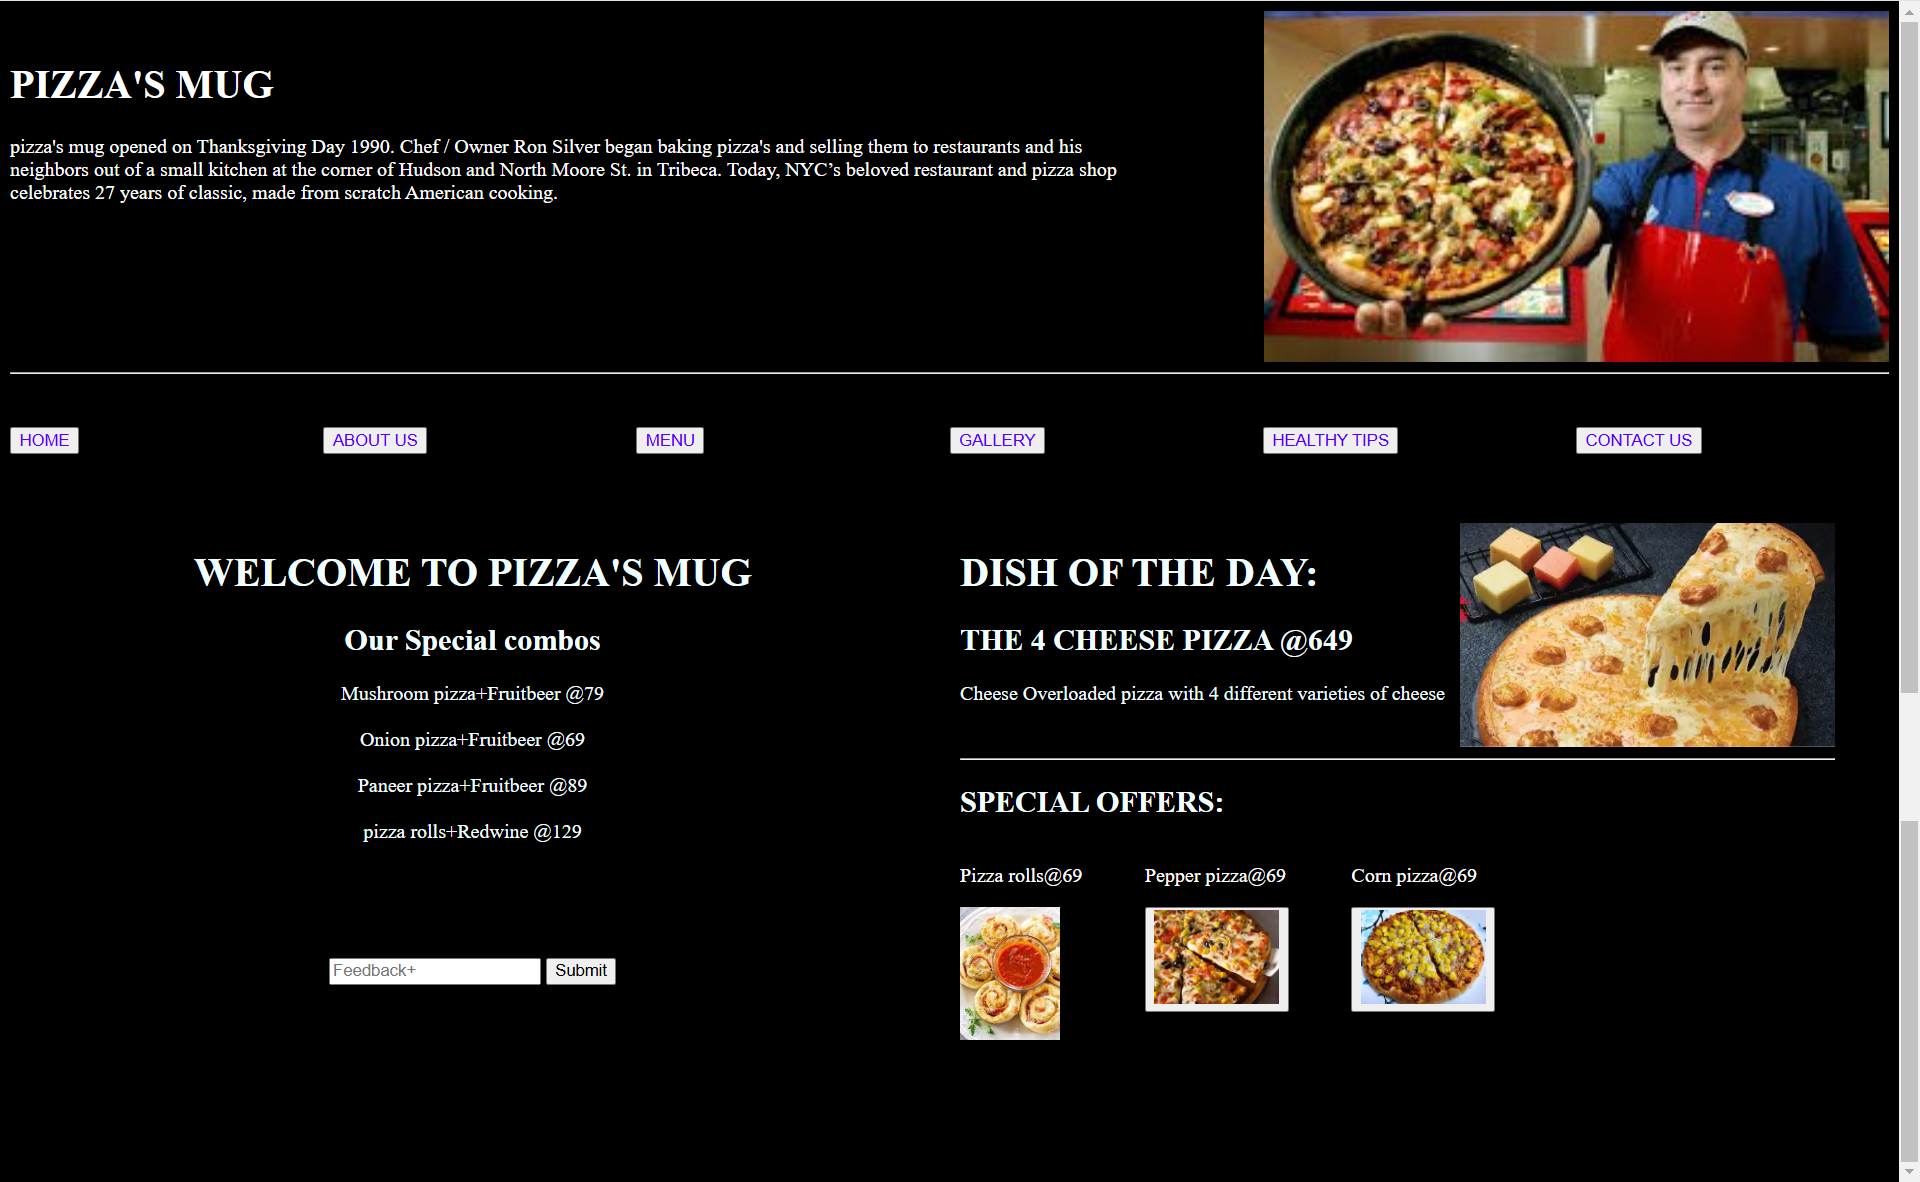 PIZZA'S MUG
pizza's mug opened on Thanksgiving Day 1990. Chef / Owner Ron Silver began baking pizza's and selling them to restaurants and his
neighbors out of a small kitchen at the corner of Hudson and North Moore St. in Tribeca. Today, NYC’s beloved restaurant and pizza shop
celebrates 27 years of classic, made from scratch American cooking.
HOME
ABOUT US
MENU
GALLERY
HEALTHY TIPS
CONTACT US
WELCOME TO PIZZA'S MUG
Our Special combos
Mushroom pizza+Fruitbeer @79
Onion pizza+Fruitbeer @69
Paneer pizza+Fruitbeer @89
pizza rolls+Redwine @129
Feedback+
Submit
DISH OF THE DAY:
THE 4 CHEESE PIZZA @649
Cheese Overloaded pizza with 4 different varieties of cheese
SPECIAL OFFERS:
Pizza rolls@69
Pepper pizza@69
Corn pizza@69